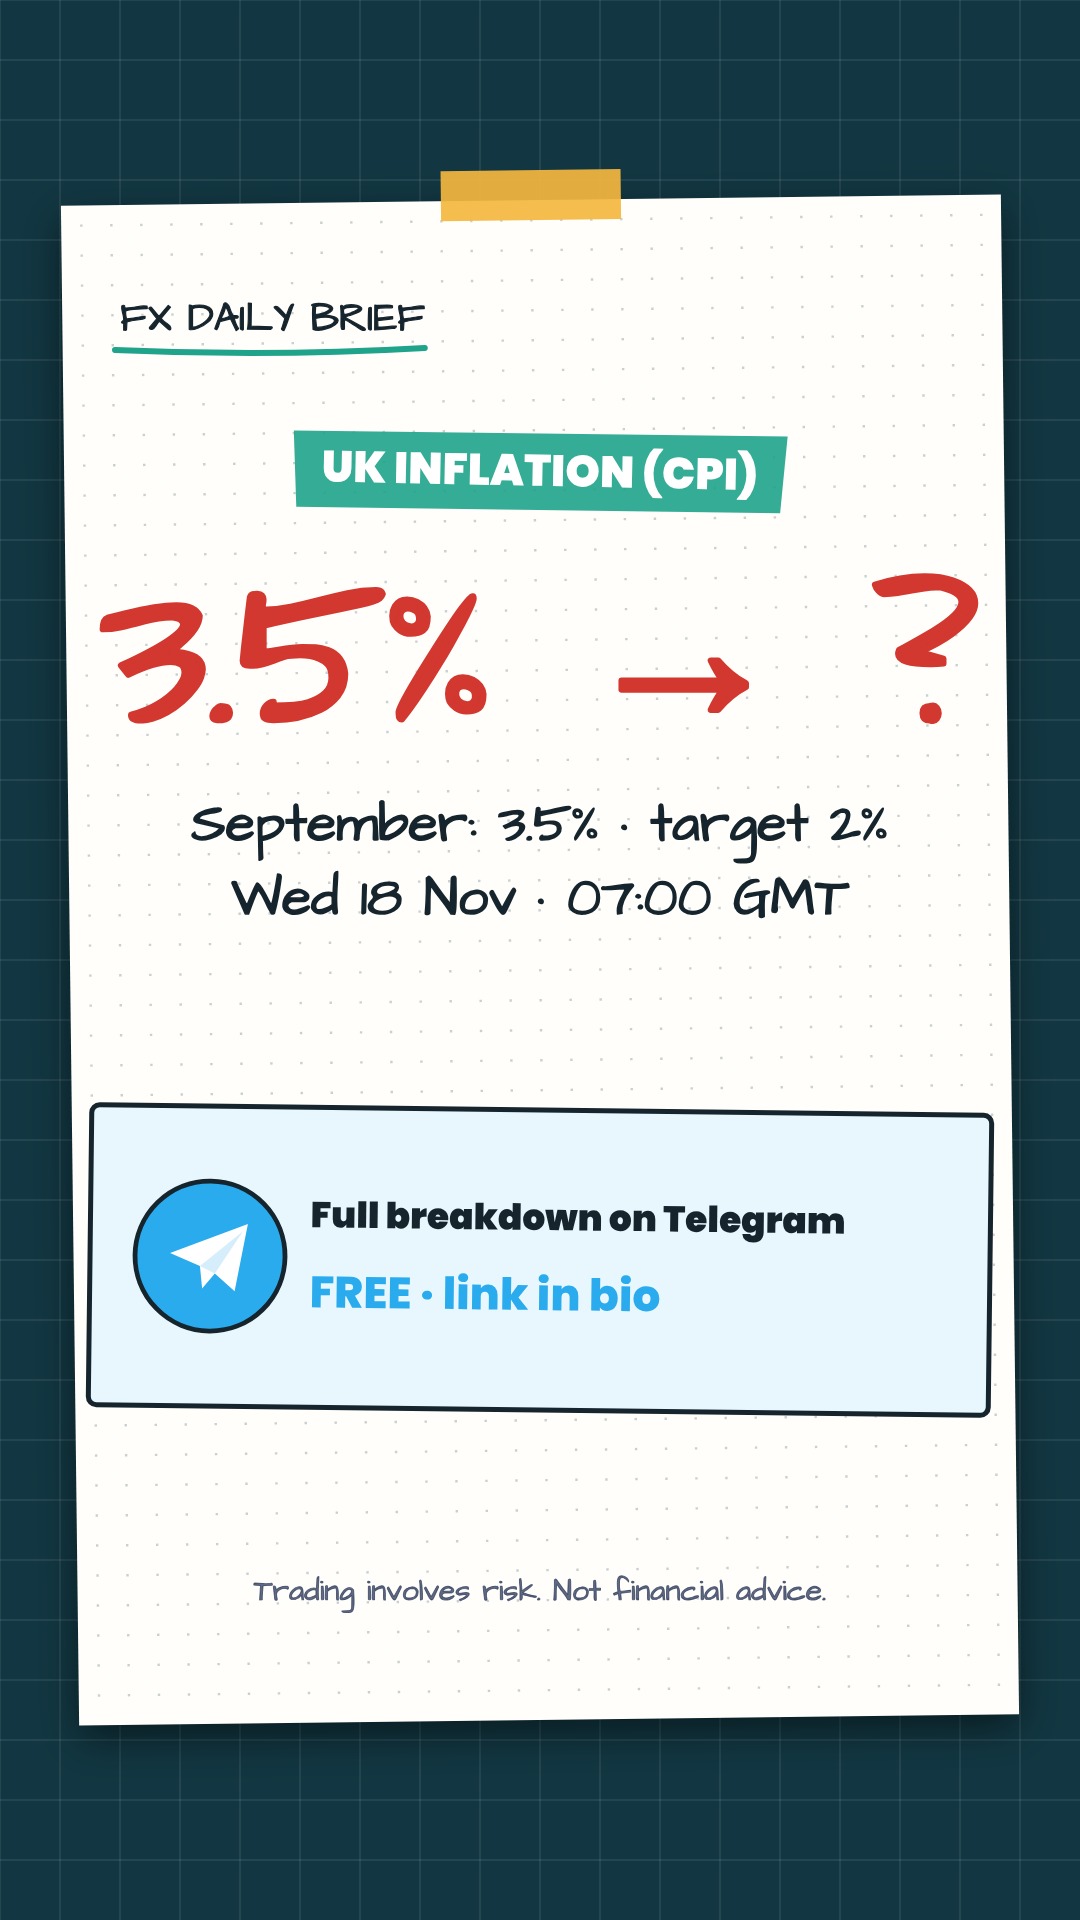 FX DAILY BRIEF
UK INFLATION (CPI)
3.5% → ?
September: 3.5% · target 2%
Wed 18 Nov · 07:00 GMT
Full breakdown on Telegram
FREE · link in bio
Trading involves risk. Not financial advice.